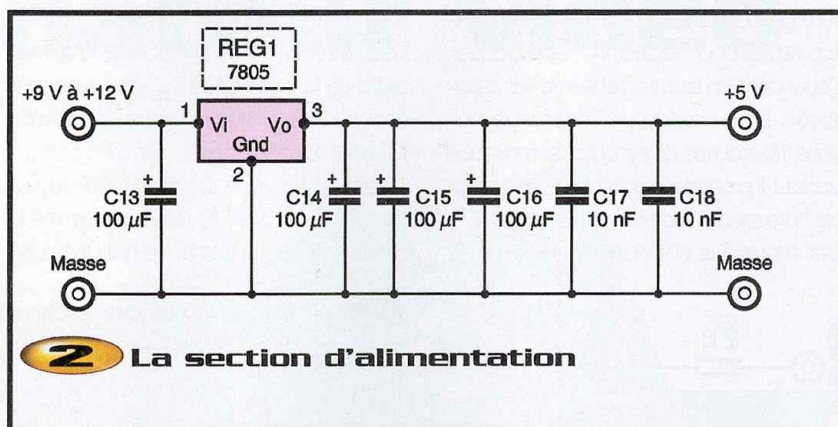 REG1
7805
+9 V à +12 V
+5 V
1
3
Vi
Vo
Gnd
2
C13
100 µF
C14
100 µF
C15
C16
100 µF
100 µF
C17
10 nF
C18
10 nF
+
+
+
+
Masse
Masse
2 La section d'alimentation